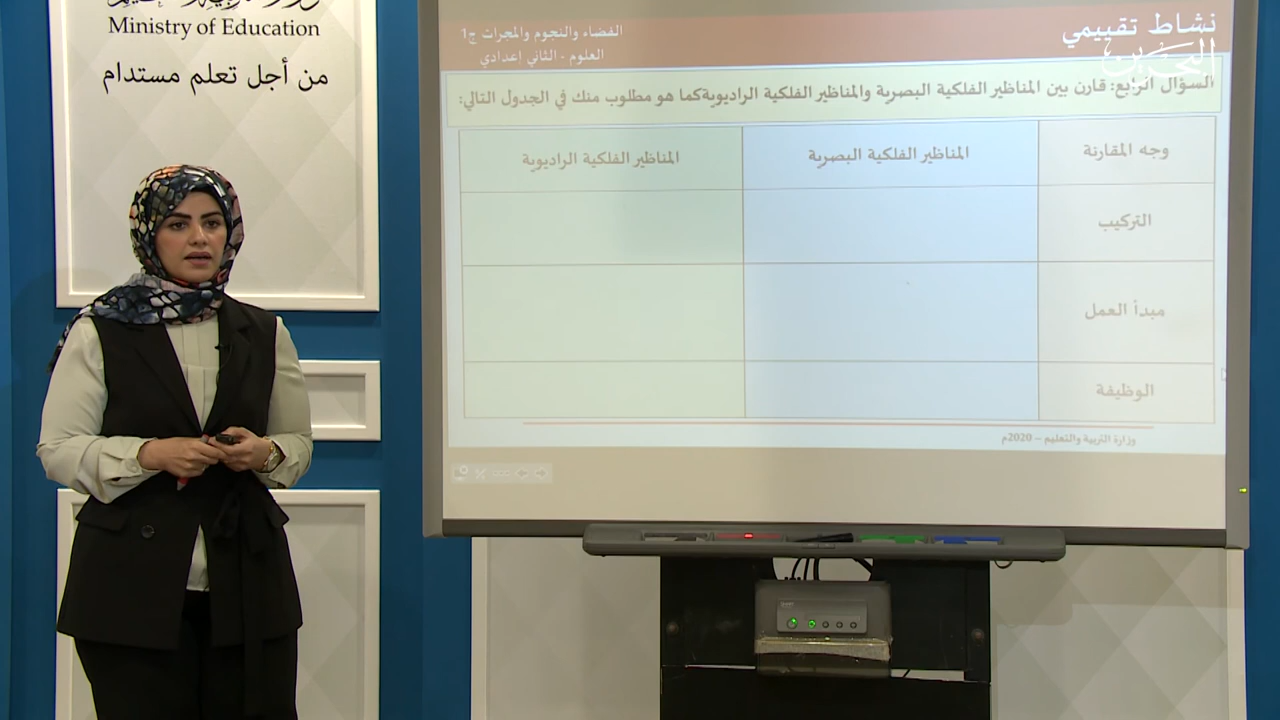 Ministry of Education
من أجل تعلم مستدام
نشاط تقييمي
الفضاء والنجوم والمجرات ج1
العلوم - الثاني اعدادي
البحرين
السؤال الرابع: قارن بين المناظير الفلكية البصرية والمناظير الفلكية الراديوية كما هو مطلوب منك في الجدول التالي:
وجه المقارنة
المناظير الفلكية البصرية
المناظير الفلكية الراديوية
التركيب
مبدأ العمل
الوظيفة
وزارة التربية والتعليم – 2020م